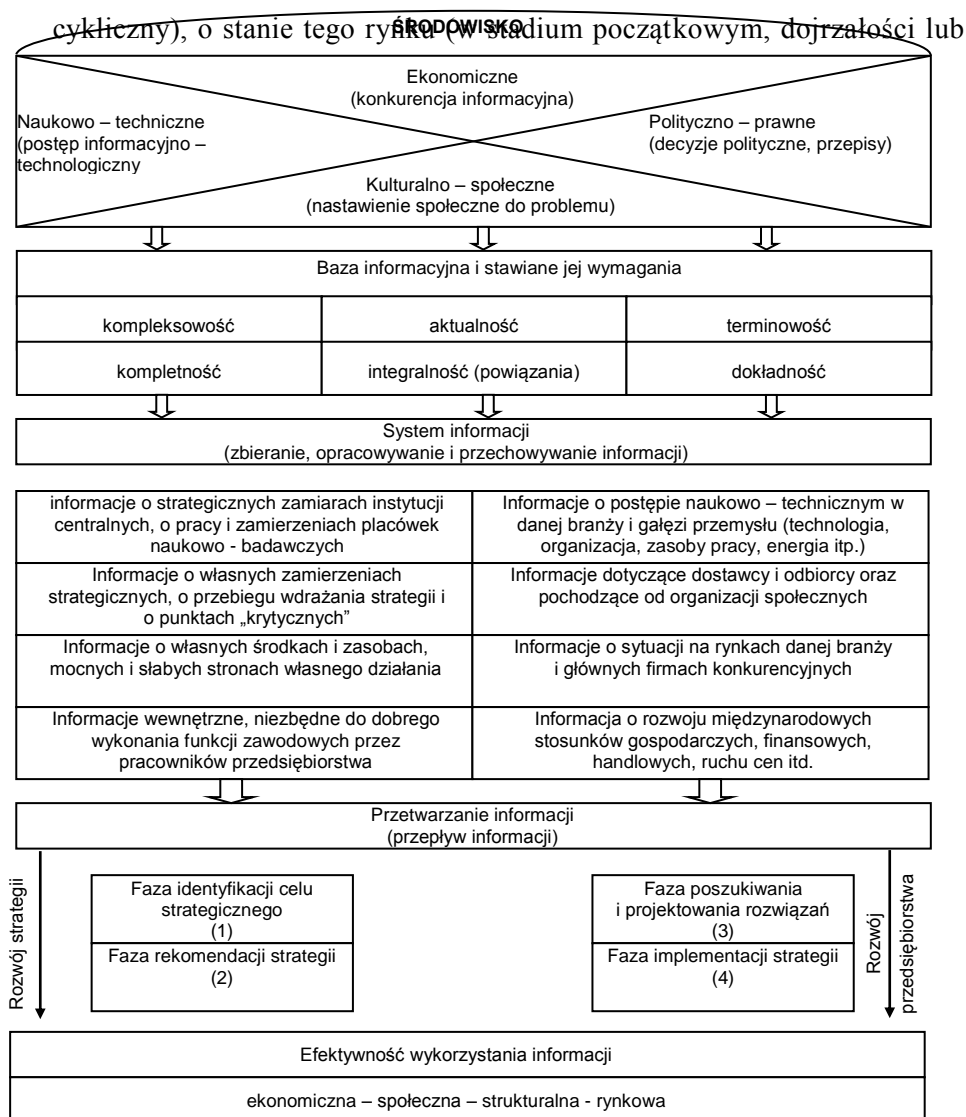 cykliczny), o stanie tego rynku (w stadium początkowym, dojrzałości lub
ŚRODOWISKO
Ekonomiczne
(konkurencja informacyjna)
Naukowo – techniczne
(postęp informacyjno –
technologiczny
Polityczno – prawne
(decyzje polityczne, przepisy)
Kulturalno – społeczne
(nastawienie społeczne do problemu)
Baza informacyjna i stawiane jej wymagania
kompleksowość
aktualność
terminowość
kompletność
integralność (powiązania)
dokładność
System informacji
(zbieranie, opracowywanie i przechowywanie informacji)
informacje o strategicznych zamiarach instytucji
centralnych, o pracy i zamierzeniach placówek
naukowo - badawczych
Informacje o postępie naukowo – technicznym w
danej branży i gałęzi przemysłu (technologia,
organizacja, zasoby pracy, energia itp.)
Informacje o własnych zamierzeniach
strategicznych, o przebiegu wdrażania strategii i
o punktach „krytycznych”
Informacje dotyczące dostawcy i odbiorcy oraz
pochodzące od organizacji społecznych
Informacje o własnych środkach i zasobach,
mocnych i słabych stronach własnego działania
Informacje o sytuacji na rynkach danej branży
i głównych firmach konkurencyjnych
Informacje wewnętrzne, niezbędne do dobrego
wykonania funkcji zawodowych przez
pracowników przedsiębiorstwa
Informacja o rozwoju międzynarodowych
stosunków gospodarczych, finansowych,
handlowych, ruchu cen itd.
Przetwarzanie informacji
(przepływ informacji)
Rozwój strategii
Faza identyfikacji celu
strategicznego
(1)
Faza rekomendacji strategii
(2)
Faza poszukiwania
i projektowania rozwiązań
(3)
Faza implementacji strategii
(4)
Rozwój
przedsiębiorstwa
Efektywność wykorzystania informacji
ekonomiczna – społeczna – strukturalna - rynkowa